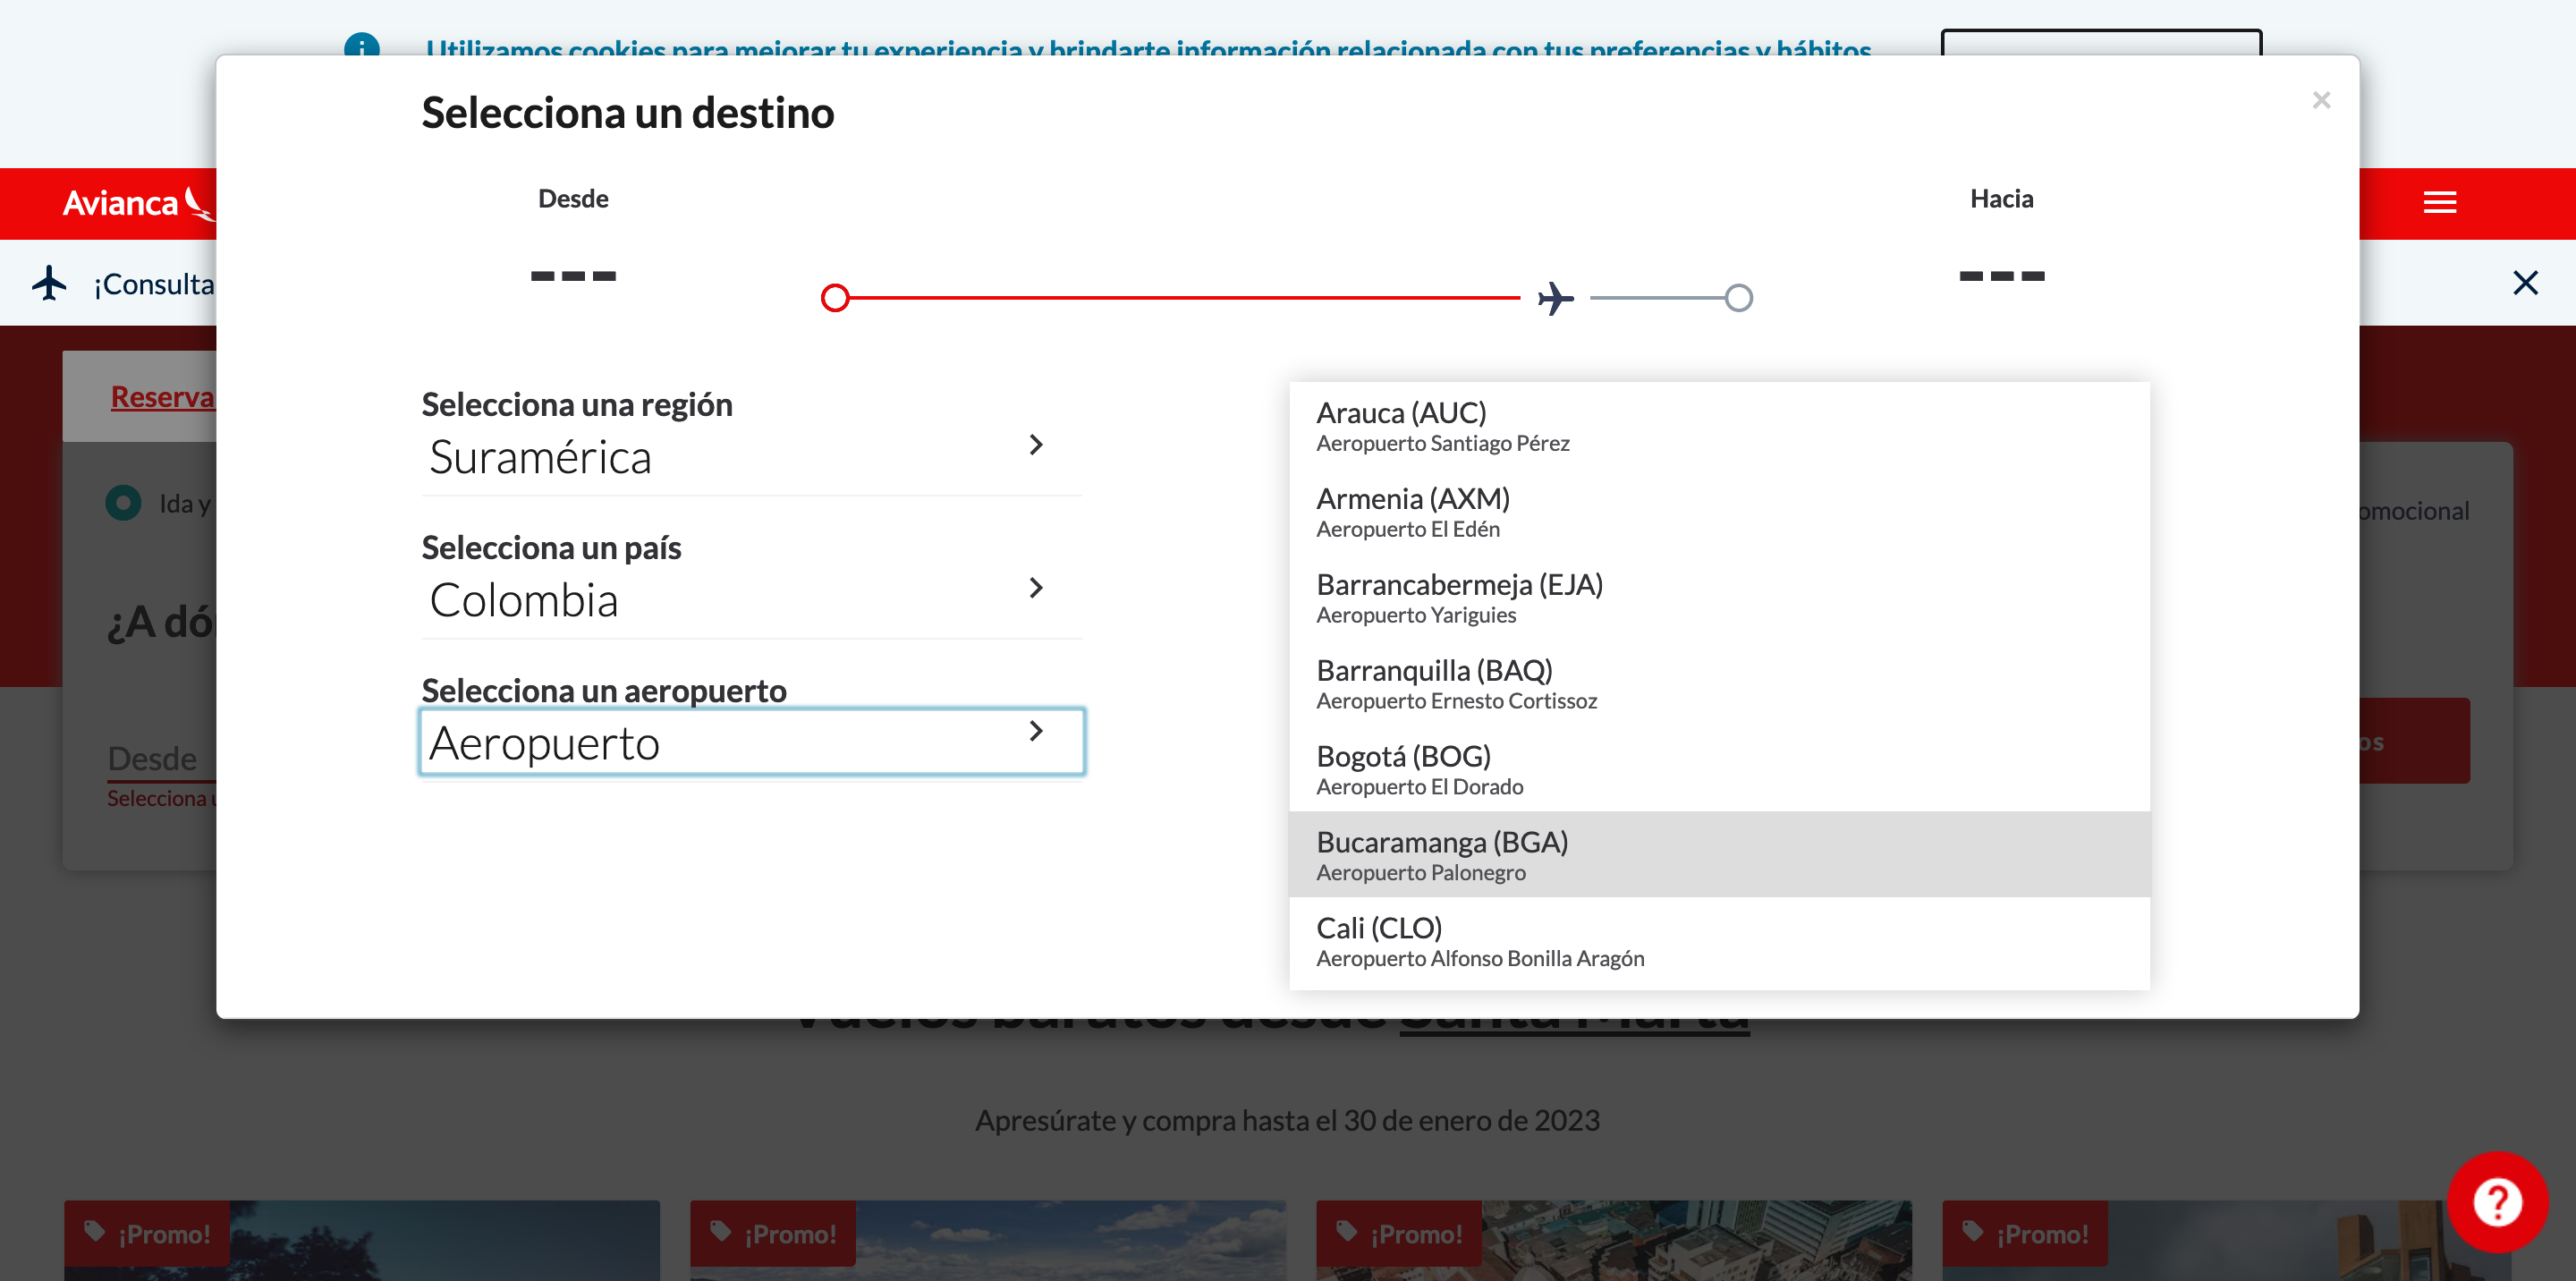 Utilizamos cookies para mejorar tu experiencia y brindarte información relacionada con tus preferencias y hábitos
Selecciona un destino
×
Desde
Hacia
---
---
Avianca
¡Consulta
Reserva
Selecciona una región
Suramérica
Ida y
Selecciona un país
Colombia
¿A dó
Selecciona un aeropuerto
Aeropuerto
Desde
Selecciona
Arauca (AUC)
Aeropuerto Santiago Pérez
Armenia (AXM)
Aeropuerto El Edén
Barrancabermeja (EJA)
Aeropuerto Yariguies
Barranquilla (BAQ)
Aeropuerto Ernesto Cortissoz
Bogotá (BOG)
Aeropuerto El Dorado
Bucaramanga (BGA)
Aeropuerto Palonegro
Cali (CLO)
Aeropuerto Alfonso Bonilla Aragón
omocional
os
Vuelos baratos desde Santa Marta
Apresúrate y compra hasta el 30 de enero de 2023
¡Promo!
¡Promo!
¡Promo!
¡Promo!
?